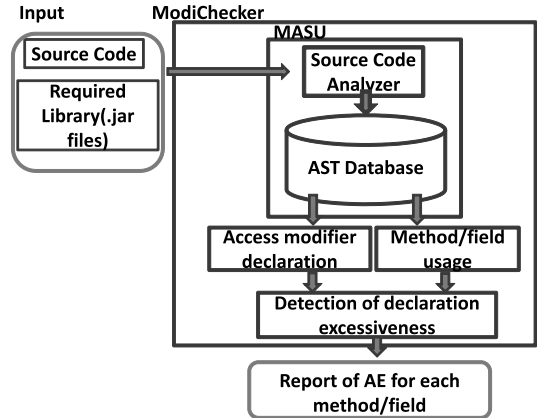 Input
ModiChecker
MASU
Source Code
Required
Library(.jar
files)
Source Code
Analyzer
AST Database
Access modifier
declaration
Method/field
usage
Detection of declaration
excessiveness
Report of AE for each
method/field